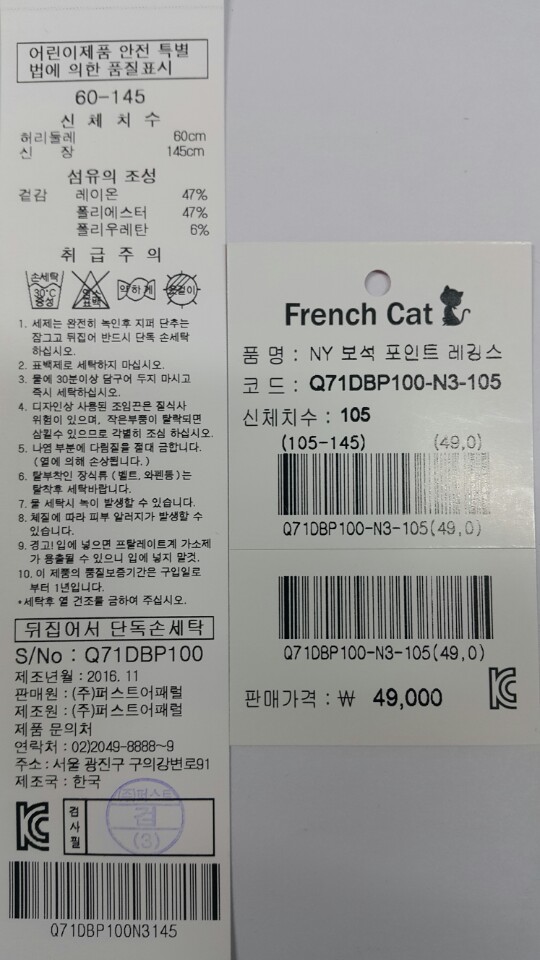 어린이제품 안전 특별
법에 의한 품질표시
60-145
신 체 치 수
허리둘레 60cm
신 장 145cm
섬유의 조성
겉감 레이온 47%
폴리에스터 47%
폴리우레탄 6%
취 급 주 의
손세탁 30℃ 중성 염소 표백 약하게 옷걸이
1. 세제는 완전히 녹인후 지퍼 단추는
잠그고 뒤집어 반드시 단독 손세탁
하십시오.
2. 표백제로 세탁하지 마십시오.
3. 물에 30분이상 담구어 두지 마시고
즉시 세탁하십시오.
4. 디자인상 사용된 조임끈은 질식사
위험이 있으며, 작은부품이 탈락되면
삼킬수 있으므로 각별히 조심 하십시오.
5. 나염 부분에 다림질을 절대 금합니다.
(열에 의해 손상됩니다.)
6. 탈부착인 장식류 (벨트, 와펜등)는
탈착후 세탁바랍니다.
7. 물 세탁시 녹이 발생할 수 있습니다.
8. 체질에 따라 피부 알러지가 발생할 수
있습니다.
9. 경고! 입에 넣으면 프탈레이트계 가소제
가 용출될 수 있으니 입에 넣지 말것.
10. 이 제품의 품질보증기간은 구입일로
부터 1년입니다.
*세탁후 열 건조를 금하여 주십시오.
뒤집어서 단독손세탁
S/No : Q71DBP100
제조년월 : 2016. 11
판매원 : (주)퍼스트어패럴
제조원 : (주)퍼스트어패럴
제품 문의처
연락처 : 02)2049-8888~9
주소 : 서울 광진구 구의강변로91
제조국 : 한국
검사필
(주)퍼스트
검
(3)
Q71DBP100N3145
French Cat
품 명 : NY 보석 포인트 레깅스
코 드 : Q71DBP100-N3-105
신체치수 : 105
(105-145) (49,0)
Q71DBP100-N3-105(49,0)
Q71DBP100-N3-105(49,0)
판매가격 : ₩ 49,000